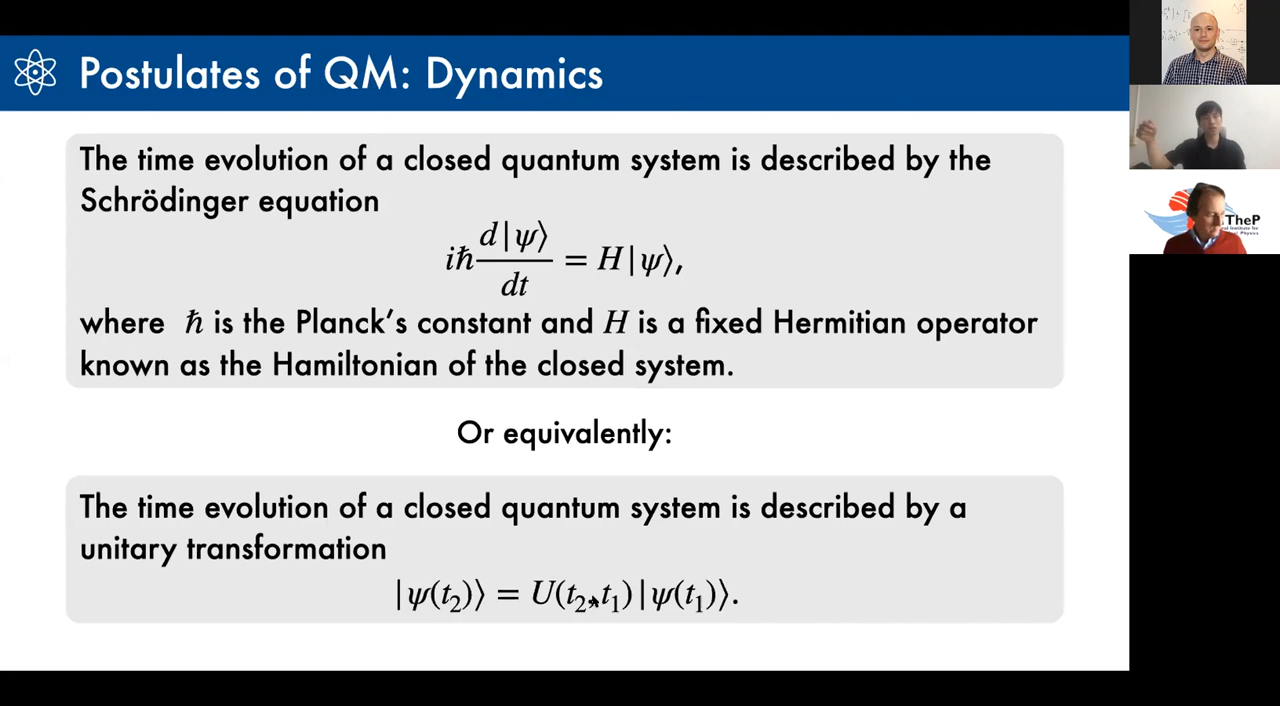 Postulates of QM: Dynamics
The time evolution of a closed quantum system is described by the
Schrödinger equation
iħ d|ψ⟩/dt = H|ψ⟩,
where ħ is the Planck's constant and H is a fixed Hermitian operator
known as the Hamiltonian of the closed system.
Or equivalently:
The time evolution of a closed quantum system is described by a
unitary transformation
|ψ(t₂)⟩ = U(t₂, t₁)|ψ(t₁)⟩.
TheP